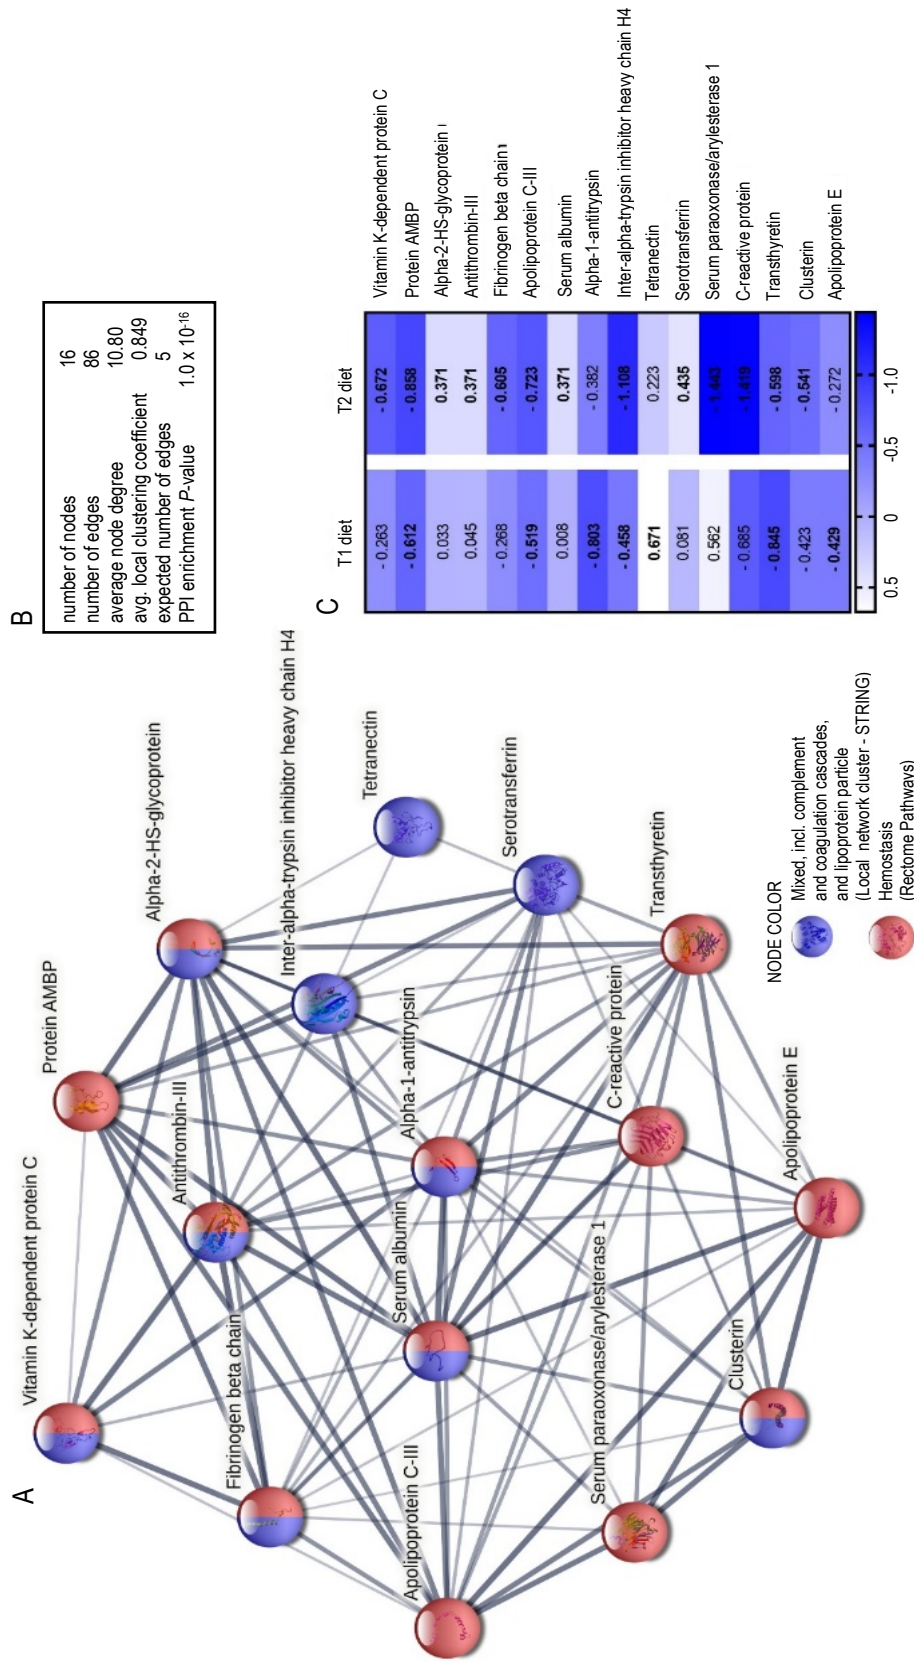 A
Vitamin K-dependent protein C
Protein AMBP
Alpha-2-HS-glycoprotein
Antithrombin-III
Inter-alpha-trypsin inhibitor heavy chain H4
Fibrinogen beta chain
Tetranectin
Serum albumin
Alpha-1-antitrypsin
Serotransferrin
Apolipoprotein C-III
C-reactive protein
Transthyretin
Serum paraoxonase/arylesterase 1
Clusterin
Apolipoprotein E
NODE COLOR
Mixed, incl. complement
and coagulation cascades,
and lipoprotein particle
(Local network cluster - STRING)
Hemostasis
(Rectome Pathways)
B
number of nodes 16
number of edges 86
average node degree 10.80
avg. local clustering coefficient 0.849
expected number of edges 5
PPI enrichment P-value 1.0 x 10-16
C
T1 diet T2 diet
- 0.263 - 0.672 Vitamin K-dependent protein C
- 0.612 - 0.858 Protein AMBP
0.033 0.371 Alpha-2-HS-glycoprotein
0.045 0.371 Antithrombin-III
- 0.268 - 0.605 Fibrinogen beta chain
- 0.519 - 0.723 Apolipoprotein C-III
0.008 0.371 Serum albumin
- 0.803 - 0.382 Alpha-1-antitrypsin
- 0.458 - 1.108 Inter-alpha-trypsin inhibitor heavy chain H4
0.671 0.223 Tetranectin
0.081 0.435 Serotransferrin
0.562 - 1.443 Serum paraoxonase/arylesterase 1
- 0.685 - 1.419 C-reactive protein
- 0.845 - 0.598 Transthyretin
- 0.423 - 0.541 Clusterin
- 0.429 - 0.272 Apolipoprotein E
0.5 0 -0.5 -1.0